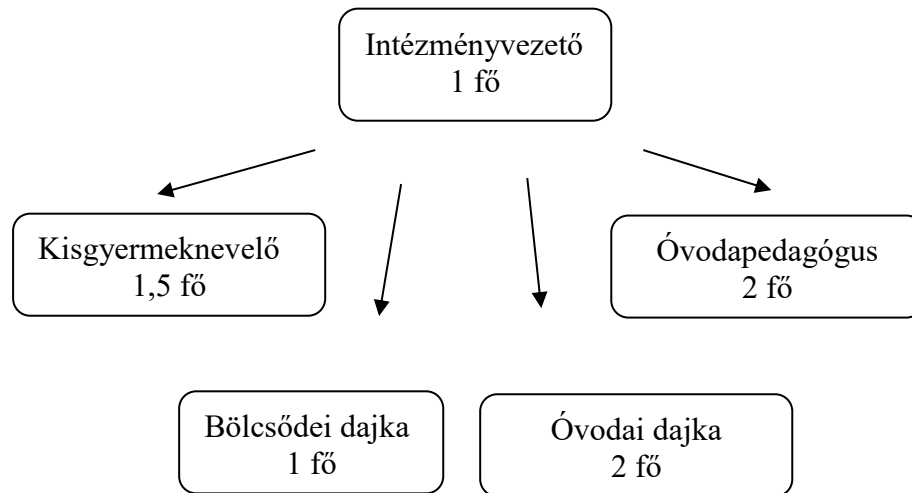 Intézményvezető
1 fő
Kisgyermeknevelő
1,5 fő
Óvodapedagógus
2 fő
Bölcsődei dajka
1 fő
Óvodai dajka
2 fő